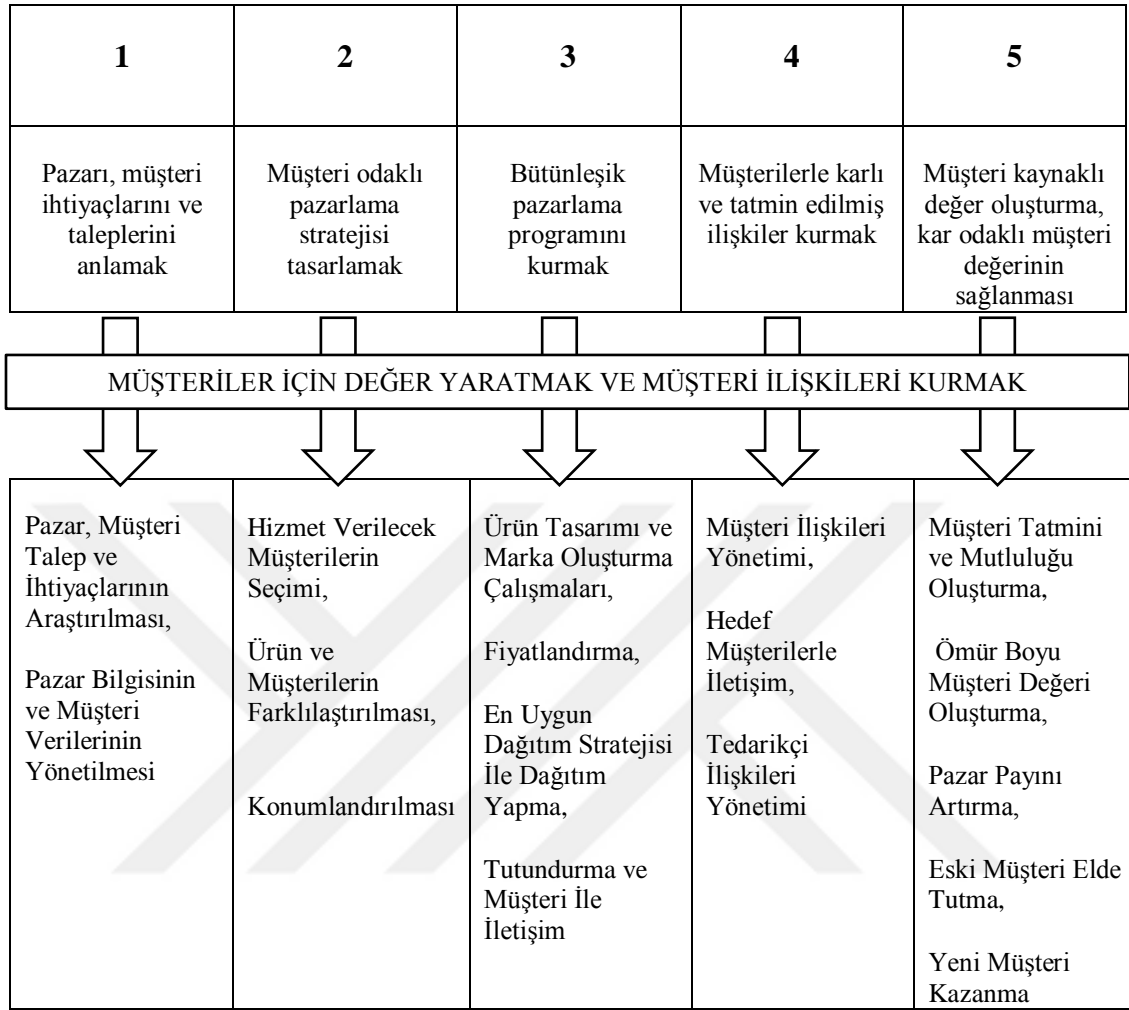 1
2
3
4
5
Pazarı, müşteri
ihtiyaçlarını ve
taleplerini
anlamak
Müşteri odaklı
pazarlama
stratejisi
tasarlamak
Bütünleşik
pazarlama
programını
kurmak
Müşterilerle karlı
ve tatmin edilmiş
ilişkiler kurmak
Müşteri kaynaklı
değer oluşturma,
kar odaklı müşteri
değerinin
sağlanması
MÜŞTERİLER İÇİN DEĞER YARATMAK VE MÜŞTERİ İLİŞKİLERİ KURMAK
Pazar, Müşteri
Talep ve
İhtiyaçlarının
Araştırılması,
Pazar Bilgisinin
ve Müşteri
Verilerinin
Yönetilmesi
Hizmet Verilecek
Müşterilerin
Seçimi,
Ürün ve
Müşterilerin
Farklılaştırılması,
Konumlandırılması
Ürün Tasarımı ve
Marka Oluşturma
Çalışmaları,
Fiyatlandırma,
En Uygun
Dağıtım Stratejisi
İle Dağıtım
Yapma,
Tutundurma ve
Müşteri İle
İletişim
Müşteri İlişkileri
Yönetimi,
Hedef
Müşterilerle
İletişim,
Tedarikçi
İlişkileri
Yönetimi
Müşteri Tatmini
ve Mutluluğu
Oluşturma,
Ömür Boyu
Müşteri Değeri
Oluşturma,
Pazar Payını
Artırma,
Eski Müşteri Elde
Tutma,
Yeni Müşteri
Kazanma